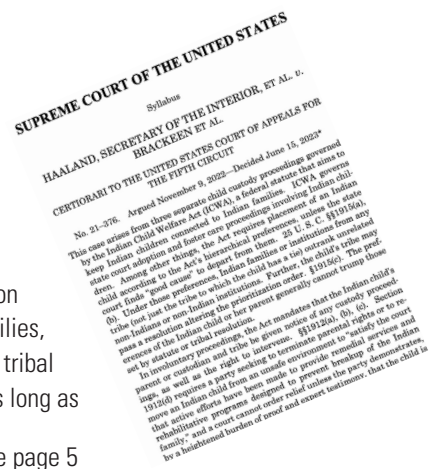 SUPREME COURT OF THE UNITED STATES
Syllabus
HAALAND, SECRETARY OF THE INTERIOR, ET AL. v.
BRACKEEN ET AL.
CERTIORARI TO THE UNITED STATES COURT OF APPEALS FOR
THE FIFTH CIRCUIT
No. 21–376. Argued November 9, 2022—Decided June 15, 2023*
This case arises from three separate child custody proceedings governed
by the Indian Child Welfare Act (ICWA), a federal statute that aims to
keep Indian children connected to Indian families. ICWA governs
state court adoption and foster care proceedings involving Indian chil-
dren. Among other things, the Act requires placement of an Indian
child according to the Act's hierarchical preferences, unless the state
court finds "good cause" to depart from them. 25 U. S. C. §§1915(a),
(b). Under those preferences, Indian families or institutions from any
tribe (not just the tribe to which the child has a tie) outrank unrelated
non-Indians or non-Indian institutions. Further, the child's tribe may
pass a resolution altering the prioritization order. §1915(c). The pref-
erences of the Indian child or her parent generally cannot trump those
set by statute or tribal resolution.
In involuntary proceedings, the Act mandates that the Indian child's
parent or custodian and tribe be given notice of any custody proceed-
ings, as well as the right to intervene. §§1912(a), (b), (c). Section
1912(d) requires a party seeking to terminate parental rights or to re-
move an Indian child from an unsafe environment to "satisfy the court
that active efforts have been made to provide remedial services and
rehabilitative programs designed to prevent breakup of the Indian
family," and a court cannot order relief unless the party demonstrates,
by a heightened burden of proof and expert testimony, that the child is
on
ilies,
tribal
s long as
e page 5